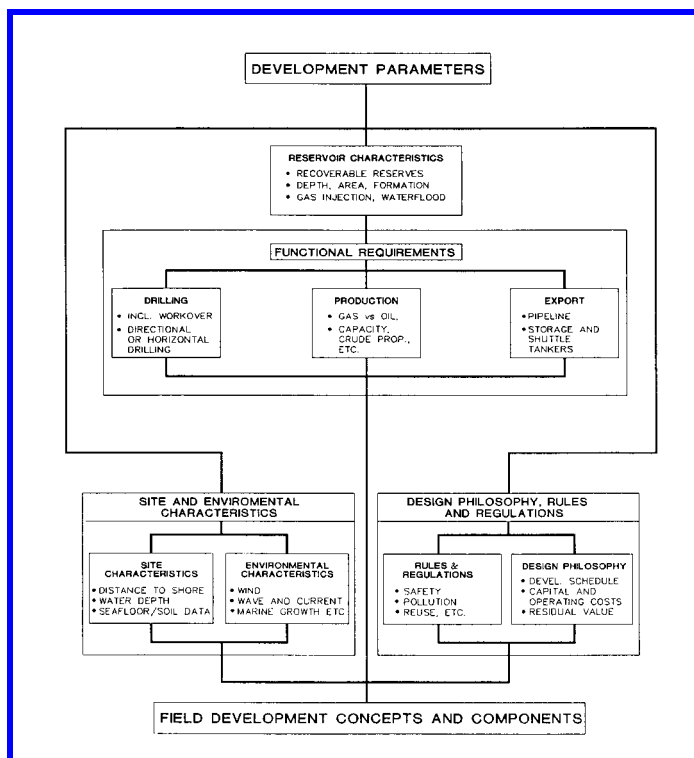 DEVELOPMENT PARAMETERS
RESERVOIR CHARACTERISTICS
• RECOVERABLE RESERVES
• DEPTH, AREA, FORMATION
• GAS INJECTION, WATERFLOOD
FUNCTIONAL REQUIREMENTS
DRILLING
• INCL. WORKOVER
• DIRECTIONAL
OR HORIZONTAL
DRILLING
PRODUCTION
• GAS vs OIL,
• CAPACITY,
CRUDE PROP.,
ETC.
EXPORT
• PIPELINE
• STORAGE AND
SHUTTLE
TANKERS
SITE AND ENVIROMENTAL
CHARACTERISTICS
SITE
CHARACTERISTICS
• DISTANCE TO SHORE
• WATER DEPTH
• SEAFLOOR/SOIL DATA
ENVIRONMENTAL
CHARACTERISTICS
• WIND
• WAVE AND CURRENT
• MARINE GROWTH ETC
DESIGN PHILOSOPHY, RULES
AND REGULATIONS
RULES &
REGULATIONS
• SAFETY
• POLLUTION
• REUSE, ETC.
DESIGN PHILOSOPHY
• DEVEL. SCHEDULE
• CAPITAL AND
OPERATING COSTS
• RESIDUAL VALUE
FIELD DEVELOPMENT CONCEPTS AND COMPONENTS